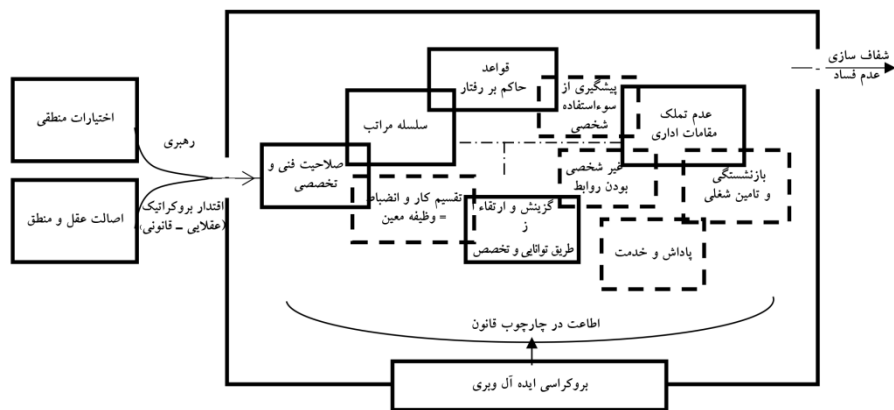 شفاف سازی
عدم فساد
اختیارات منطقی
اصالت عقل و منطق
رهبری
اقتدار بروکراتیک
(عقلایی – قانونی)
قواعد
حاکم بر رفتار
پیشگیری از
سوءاستفاده
شخصی
عدم تملک
مقامات اداری
سلسله مراتب
صلاحیت فنی و
تخصصی
غیر شخصی
بودن روابط
بازنشستگی
و تامین شغلی
تقسیم کار و انضباط
= وظیفه معین
گزینش و ارتقاء
ز
طریق توانایی و تخصص
پاداش و خدمت
اطاعت در چارچوب قانون
بروکراسی ایده آل وبری